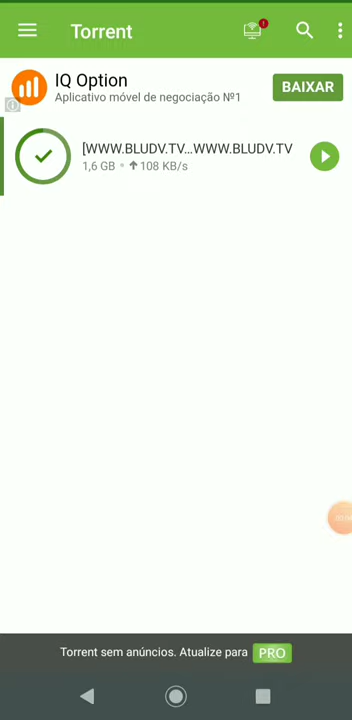 Torrent
IQ Option
Aplicativo móvel de negociação Nº1
BAIXAR
[WWW.BLUDV.TV...WWW.BLUDV.TV
1,6 GB • ↑ 108 KB/s
Torrent sem anúncios. Atualize para PRO